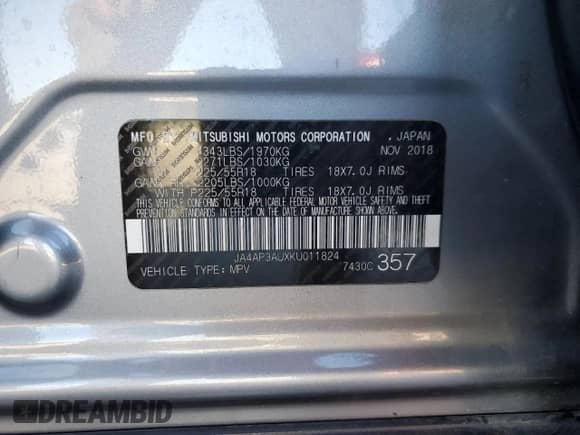 MFD BY MITSUBISHI MOTORS CORPORATION , JAPAN
343LBS/1970KG NOV 2018
271LBS/1030KG
225/55R18 TIRES 18X7.0J RIMS
2205LBS/1000KG
WITH P225/55R18 TIRES 18X7.0J RIMS
THIS VEHICLE CONFORMS TO ALL APPLICABLE FEDERAL MOTOR VEHICLE SAFETY
AND THEFT PREVENTION STANDARDS IN EFFECT ON THE DATE OF
MANUFACTURE SHOWN ABOVE.
JA4AP3AUXKU011824
VEHICLE TYPE: MPV 7430C 357
DREAMBID